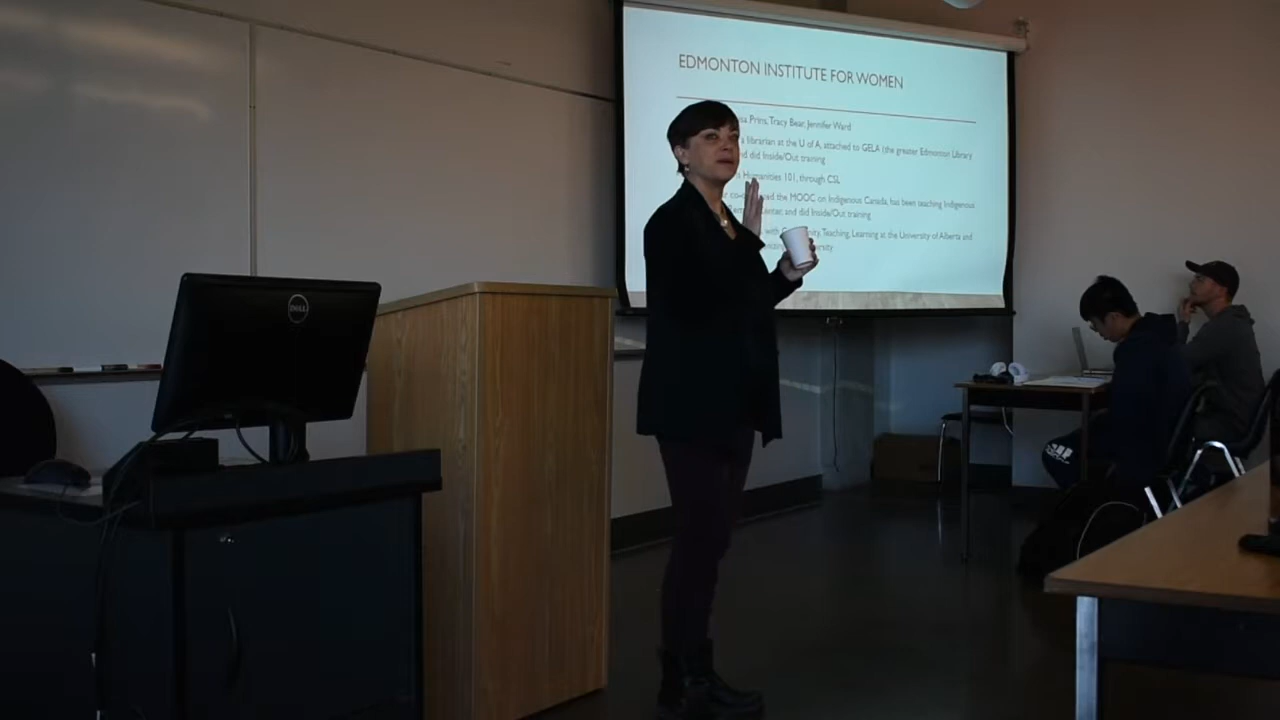 EDMONTON INSTITUTE FOR WOMEN
Prins, Tracy Bear, Jennifer Ward
a librarian at the U of A, attached to GELA (the greater Edmonton Library
did Inside/Out training
Humanities 101, through CSL
the MOOC on Indigenous Canada, has been teaching Indigenous
and did Inside/Out training
with Teaching, Learning at the University of Alberta and
DELL